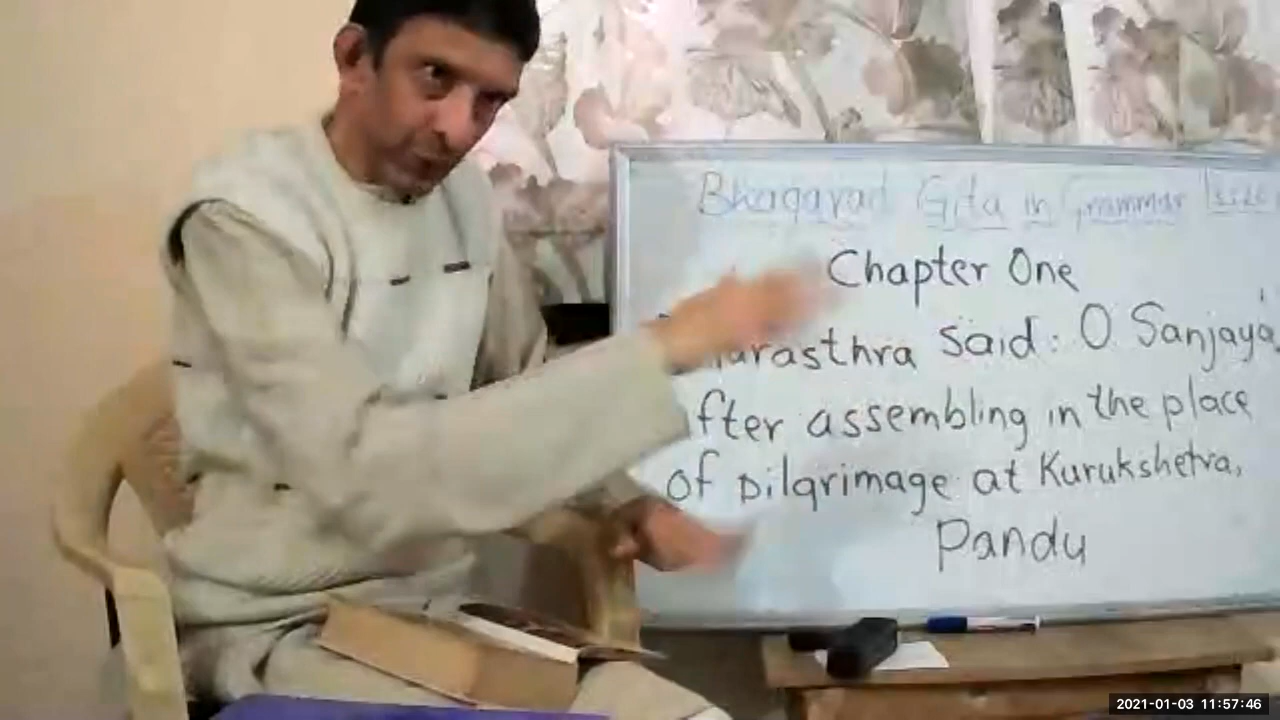 Bhagavad Gita in Grammar
Chapter One
arasthra said: O Sanjaya,
fter assembling in the place
of pilgrimage at Kurukshetra,
Pandu
2021-01-03 11:57:46